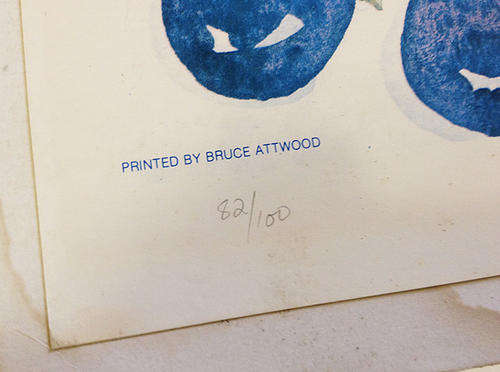 PRINTED BY BRUCE ATTWOOD
82/100